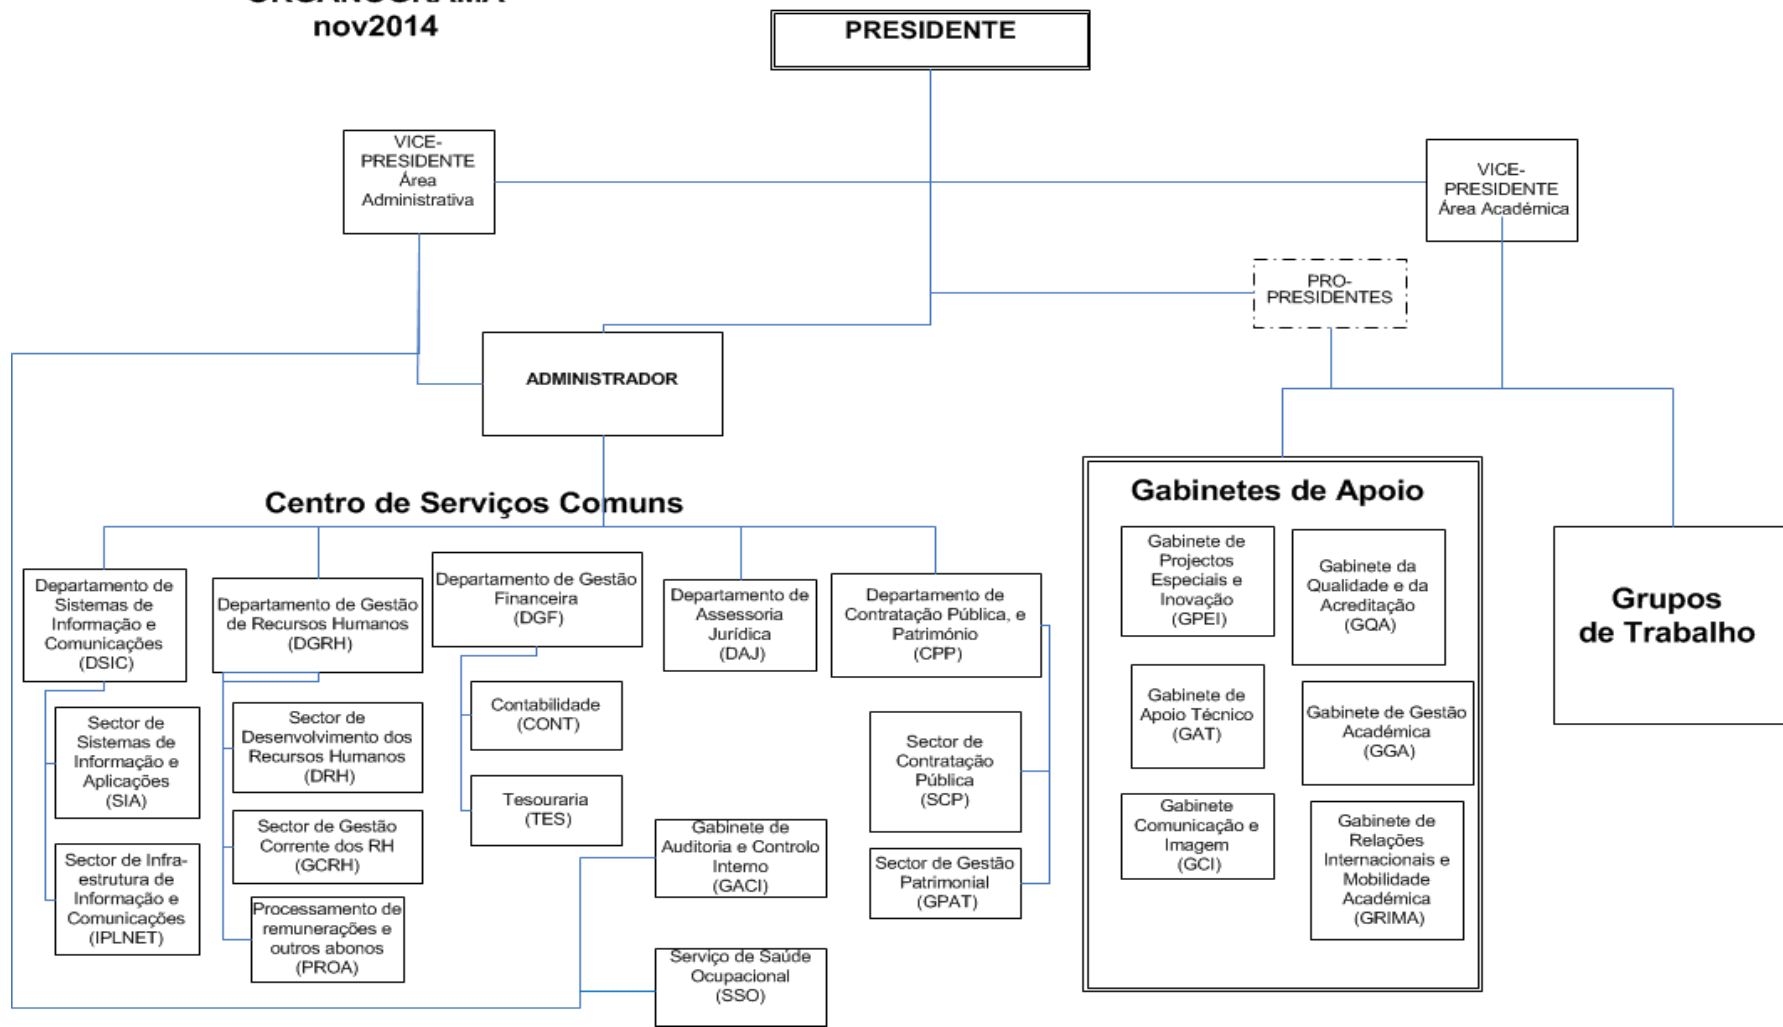 ORGANOGRAMA
nov2014
PRESIDENTE
VICE-
PRESIDENTE
Área
Administrativa
VICE-
PRESIDENTE
Área Académica
PRO-
PRESIDENTES
ADMINISTRADOR
Centro de Serviços Comuns
Departamento de
Sistemas de
Informação e
Comunicações
(DSIC)
Sector de
Sistemas de
Informação e
Aplicações
(SIA)
Sector de Infra-
estrutura de
Informação e
Comunicações
(IPLNET)
Departamento de Gestão
de Recursos Humanos
(DGRH)
Sector de
Desenvolvimento dos
Recursos Humanos
(DRH)
Sector de Gestão
Corrente dos RH
(GCRH)
Processamento de
remunerações e
outros abonos
(PROA)
Departamento de Gestão
Financeira
(DGF)
Contabilidade
(CONT)
Tesouraria
(TES)
Departamento de
Assessoria
Jurídica
(DAJ)
Gabinete de
Auditoria e Controlo
Interno
(GACI)
Serviço de Saúde
Ocupacional
(SSO)
Departamento de
Contratação Pública, e
Património
(CPP)
Sector de
Contratação
Pública
(SCP)
Sector de Gestão
Patrimonial
(GPAT)
Gabinetes de Apoio
Gabinete de
Projectos
Especiais e
Inovação
(GPEI)
Gabinete da
Qualidade e da
Acreditação
(GQA)
Gabinete de
Apoio Técnico
(GAT)
Gabinete de Gestão
Académica
(GGA)
Gabinete
Comunicação e
Imagem
(GCI)
Gabinete de
Relações
Internacionais e
Mobilidade
Académica
(GRIMA)
Grupos
de Trabalho